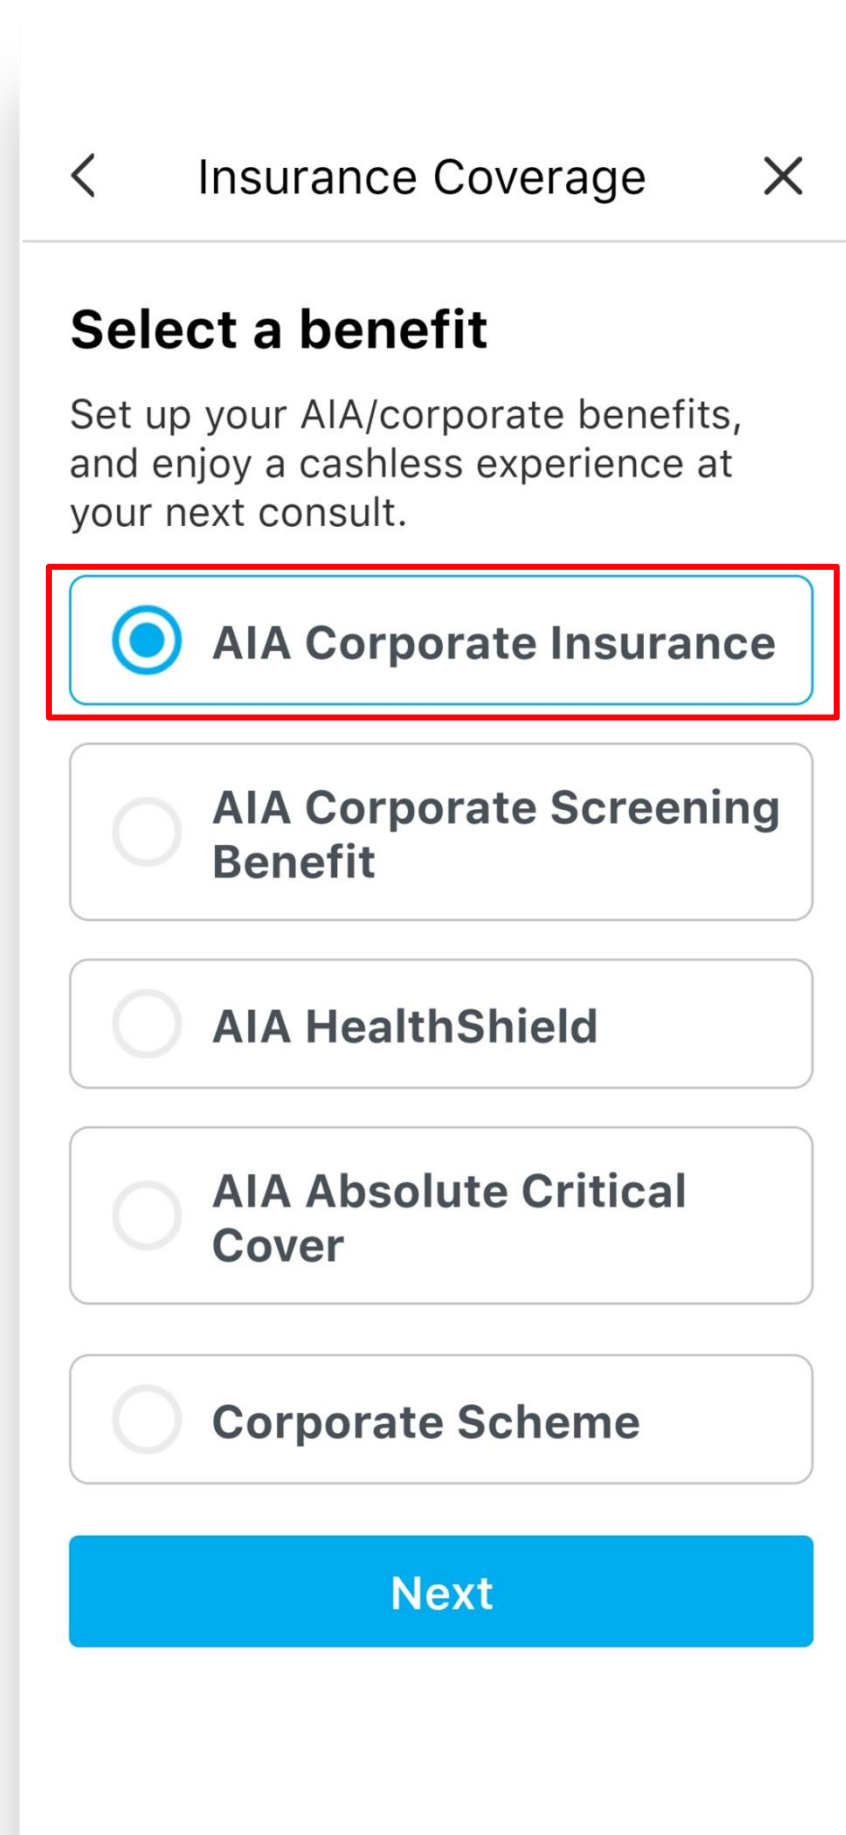 Insurance Coverage
Select a benefit
Set up your AIA/corporate benefits,
and enjoy a cashless experience at
your next consult.
AIA Corporate Insurance
AIA Corporate Screening
Benefit
AIA HealthShield
AIA Absolute Critical
Cover
Corporate Scheme
Next